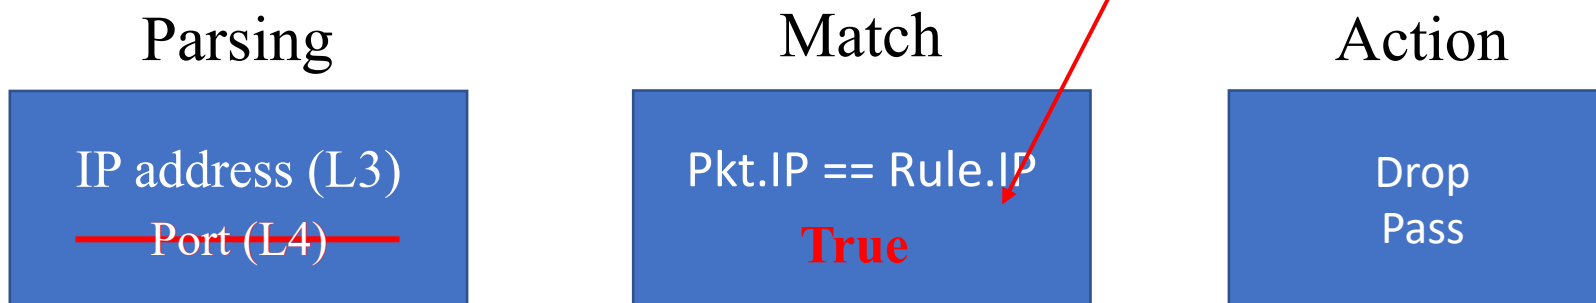 Parsing
IP address (L3)
Port (L4)
Match
Pkt.IP == Rule.IP
True
Action
Drop
Pass